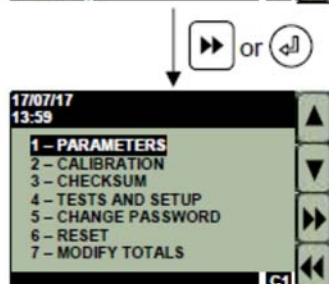 or
17/07/17
13:59
1 – PARAMETERS
2 – CALIBRATION
3 – CHECKSUM
4 – TESTS AND SETUP
5 – CHANGE PASSWORD
6 – RESET
7 – MODIFY TOTALS
C1